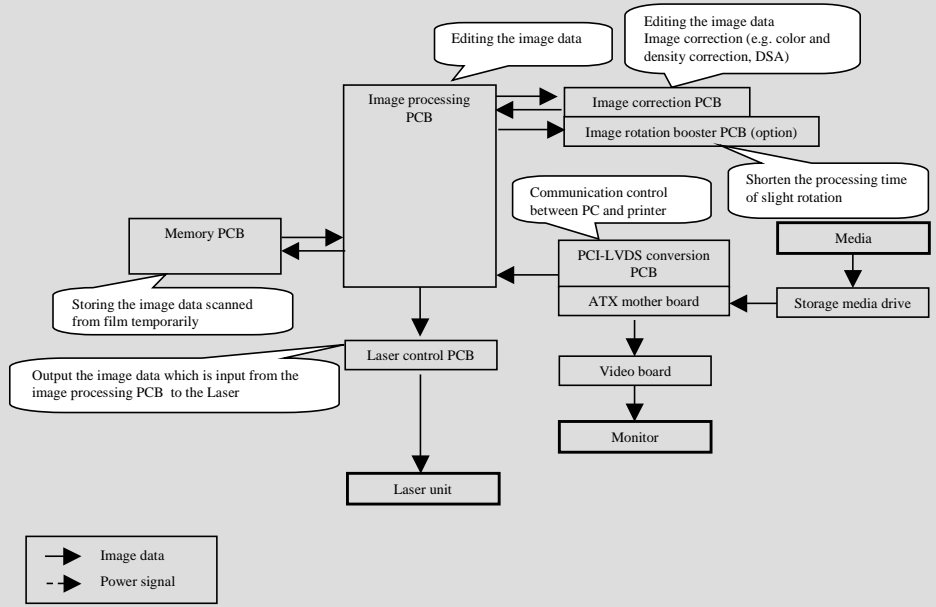 Editing the image data
Editing the image data
Image correction (e.g. color and
density correction, DSA)
Image processing
PCB
Image correction PCB
Image rotation booster PCB (option)
Shorten the processing time
of slight rotation
Communication control
between PC and printer
Memory PCB
Media
PCI-LVDS conversion
PCB
Storing the image data scanned
from film temporarily
ATX mother board
Storage media drive
Laser control PCB
Output the image data which is input from the
image processing PCB to the Laser
Video board
Monitor
Laser unit
Image data
Power signal